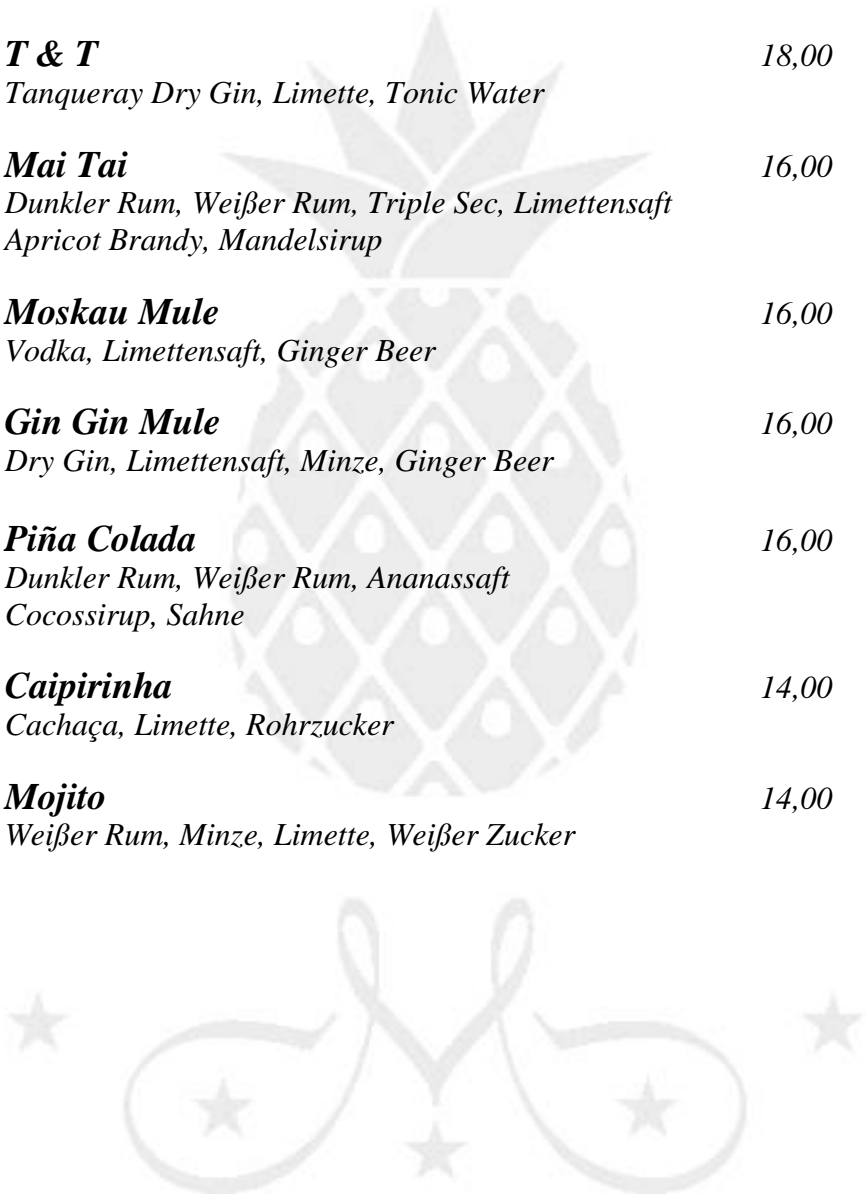 T & T 18,00
Tanqueray Dry Gin, Limette, Tonic Water
Mai Tai 16,00
Dunkler Rum, Weißer Rum, Triple Sec, Limettensaft
Apricot Brandy, Mandelsirup
Moskau Mule 16,00
Vodka, Limettensaft, Ginger Beer
Gin Gin Mule 16,00
Dry Gin, Limettensaft, Minze, Ginger Beer
Piña Colada 16,00
Dunkler Rum, Weißer Rum, Ananassaft
Cocossirup, Sahne
Caipirinha 14,00
Cachaça, Limette, Rohrzucker
Mojito 14,00
Weißer Rum, Minze, Limette, Weißer Zucker
M